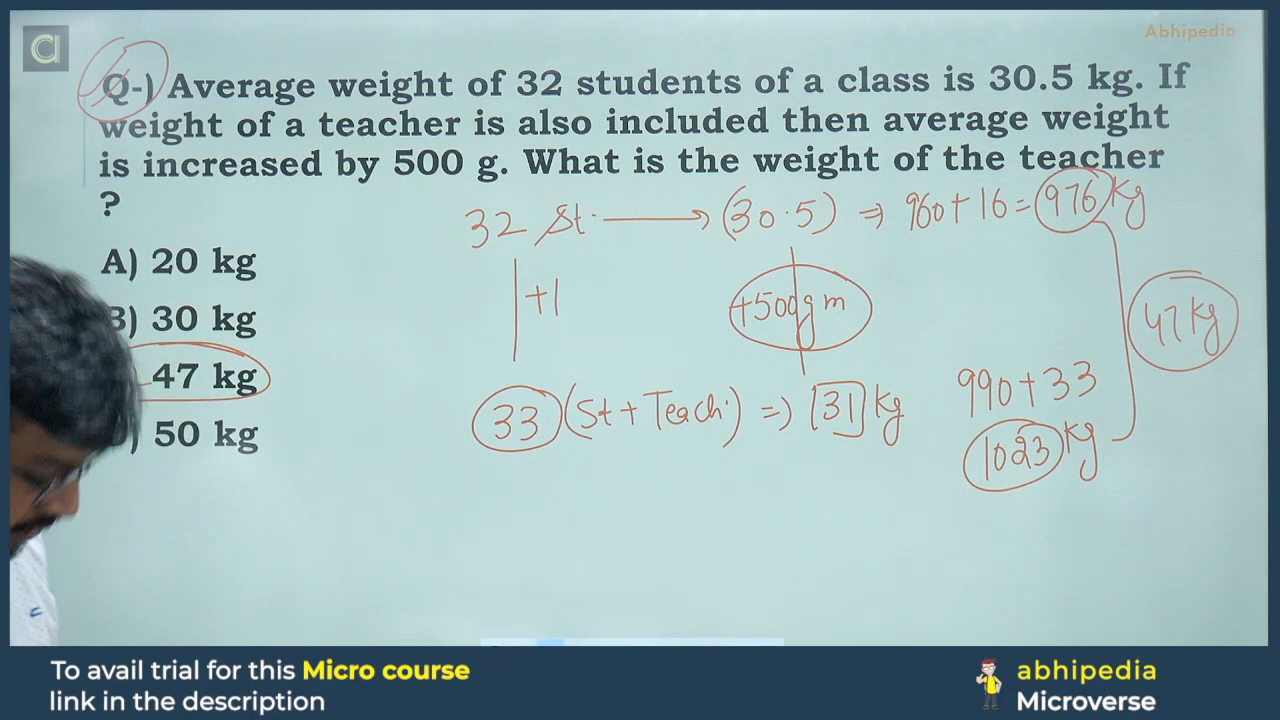 Abhipedia
Q-) Average weight of 32 students of a class is 30.5 kg. If
weight of a teacher is also included then average weight
is increased by 500 g. What is the weight of the teacher
?
32 St. → (30.5) ⇒ 960+16=976 kg
A) 20 kg
+1
+500gm
B) 30 kg
47 kg
47 kg
33 (St + Teach.) => 31 kg
990+33
1023 kg
) 50 kg
To avail trial for this Micro course
link in the description
abhipedia
Microverse